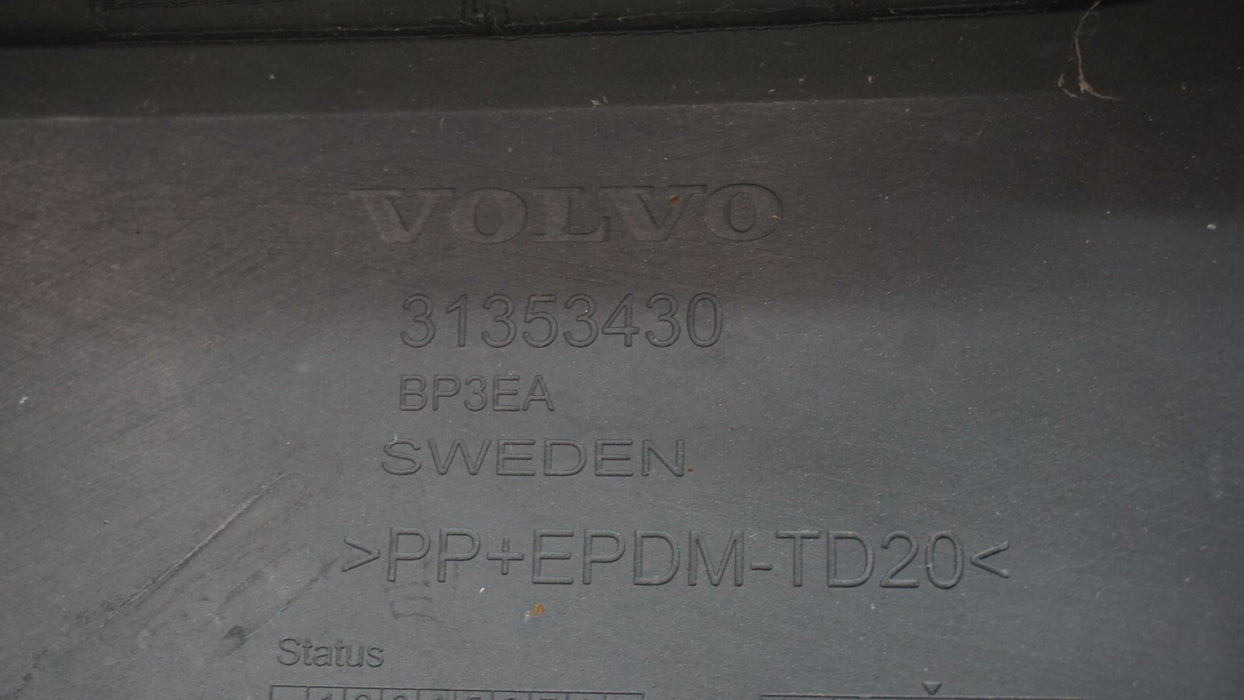 VOLVO
31353430
BP3EA
SWEDEN
>PP+EPDM-TD20<
Status